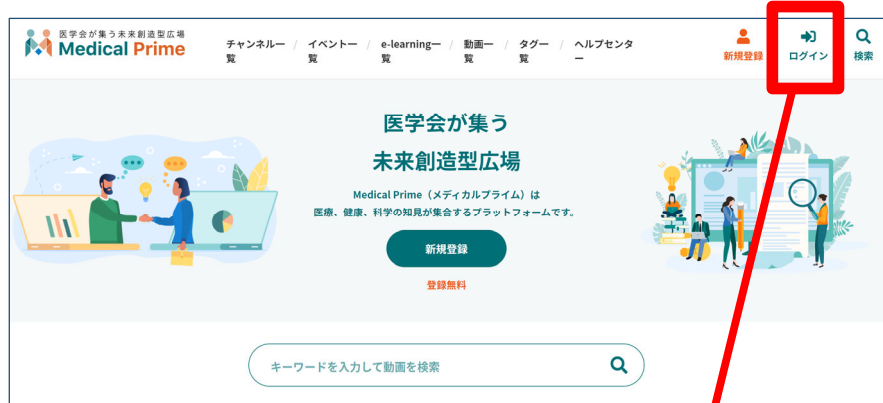 医学会が集う未来創造型広場
Medical Prime
チャンネル一覧 / イベント一覧 / e-learning一覧 / 動画一覧 / タグ一覧 / ヘルプセンター
新規登録
ログイン
検索
医学会が集う
未来創造型広場
Medical Prime（メディカルプライム）は
医療、健康、科学の知見が集合するプラットフォームです。
新規登録
登録無料
キーワードを入力して動画を検索